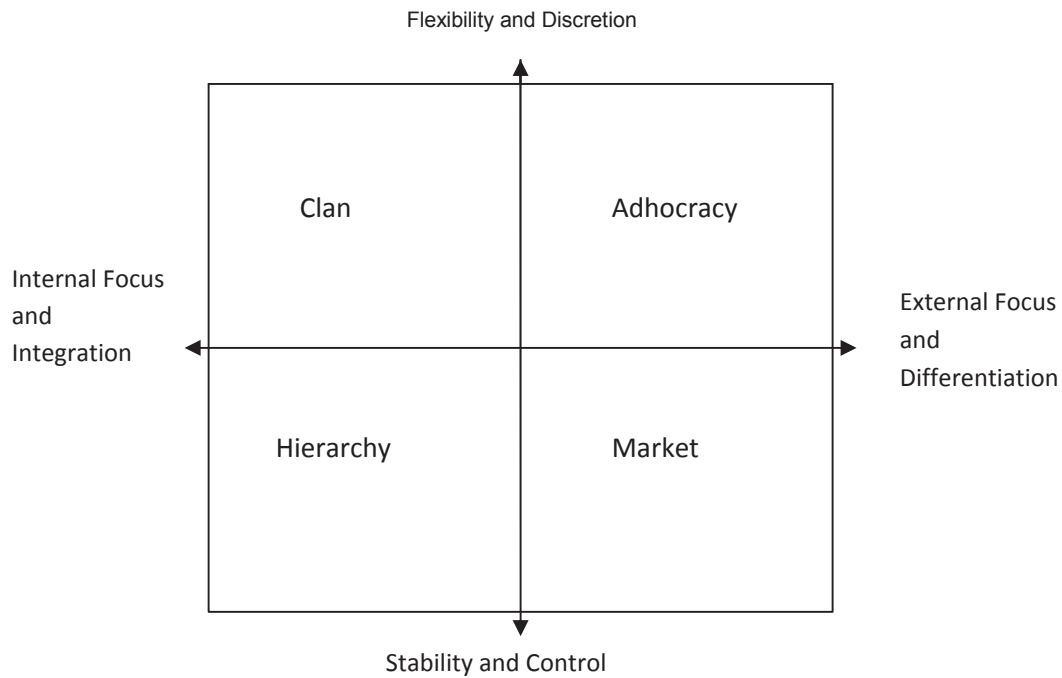 Flexibility and Discretion
Clan
Adhocracy
Internal Focus
and
Integration
External Focus
and
Differentiation
Hierarchy
Market
Stability and Control